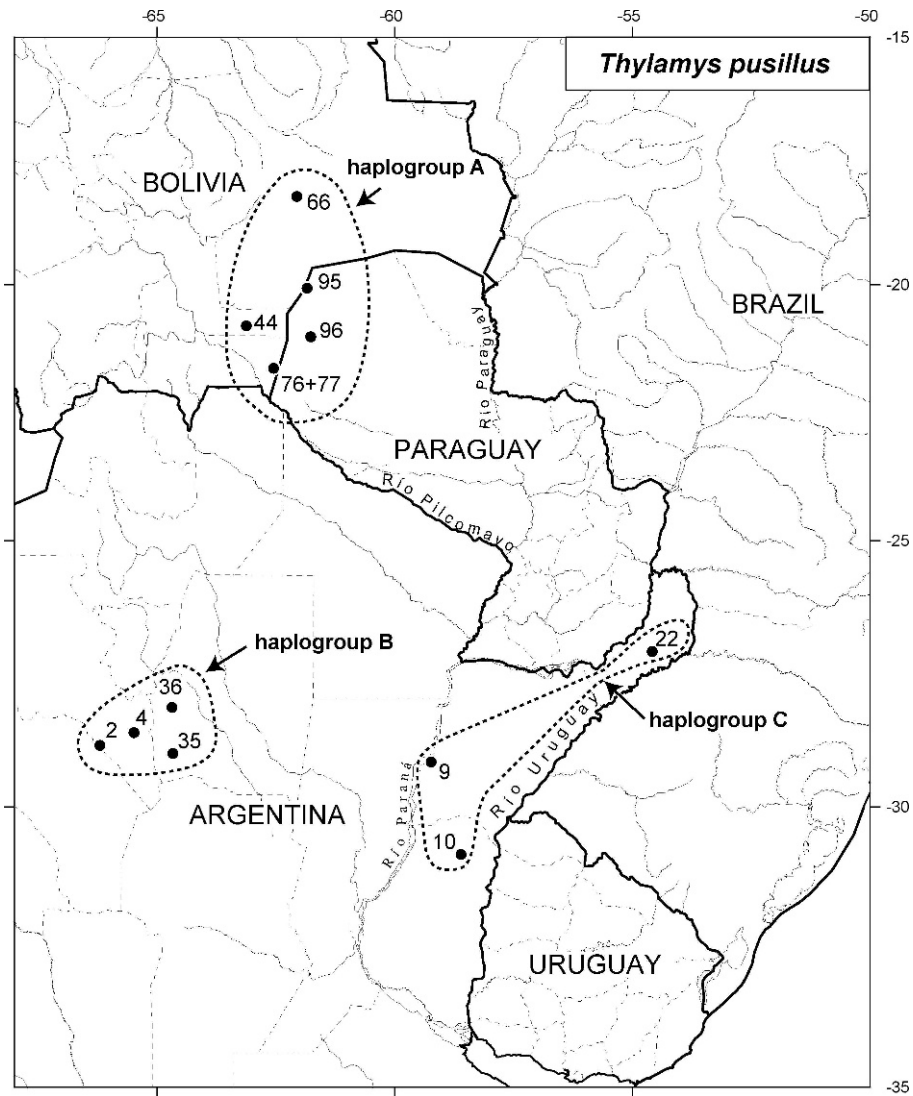 -65
-60
-55
-50
-15
Thylamys pusillus
haplogroup A
BOLIVIA
66
-20
95
BRAZIL
44
96
Río Paraguay
76+77
PARAGUAY
Río Pilcomayo
-25
22
haplogroup B
36
haplogroup C
2
4
35
Río Uruguay
9
ARGENTINA
Río Paraná
-30
10
URUGUAY
-35